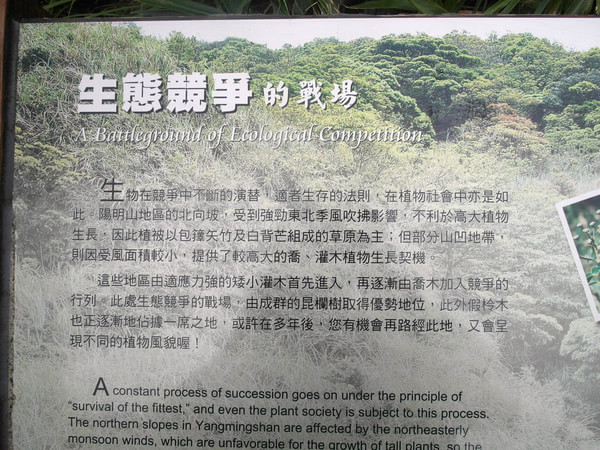 生態競爭的戰場
A Battleground of Ecological Competition
生物在競爭中不斷的演替，適者生存的法則，在植物社會中亦是如
此。陽明山地區的北向坡，受到強勁東北季風吹拂影響，不利於高大植物
生長，因此植被以包籜矢竹及白背芒組成的草原為主；但部分山凹地帶，
則因受風面積較小，提供了較高大的喬、灌木植物生長契機。
這些地區由適應力強的矮小灌木首先進入，再逐漸由喬木加入競爭的
行列。此處生態競爭的戰場，由成群的昆欄樹取得優勢地位，此外假柃木
也正逐漸地佔據一席之地，或許在多年後，您有機會再路經此地，又會呈
現不同的植物風貌喔！
A constant process of succession goes on under the principle of
“survival of the fittest,” and even the plant society is subject to this process.
The northern slopes in Yangmingshan are affected by the northeasterly
monsoon winds, which are unfavorable for the growth of tall plants, so the